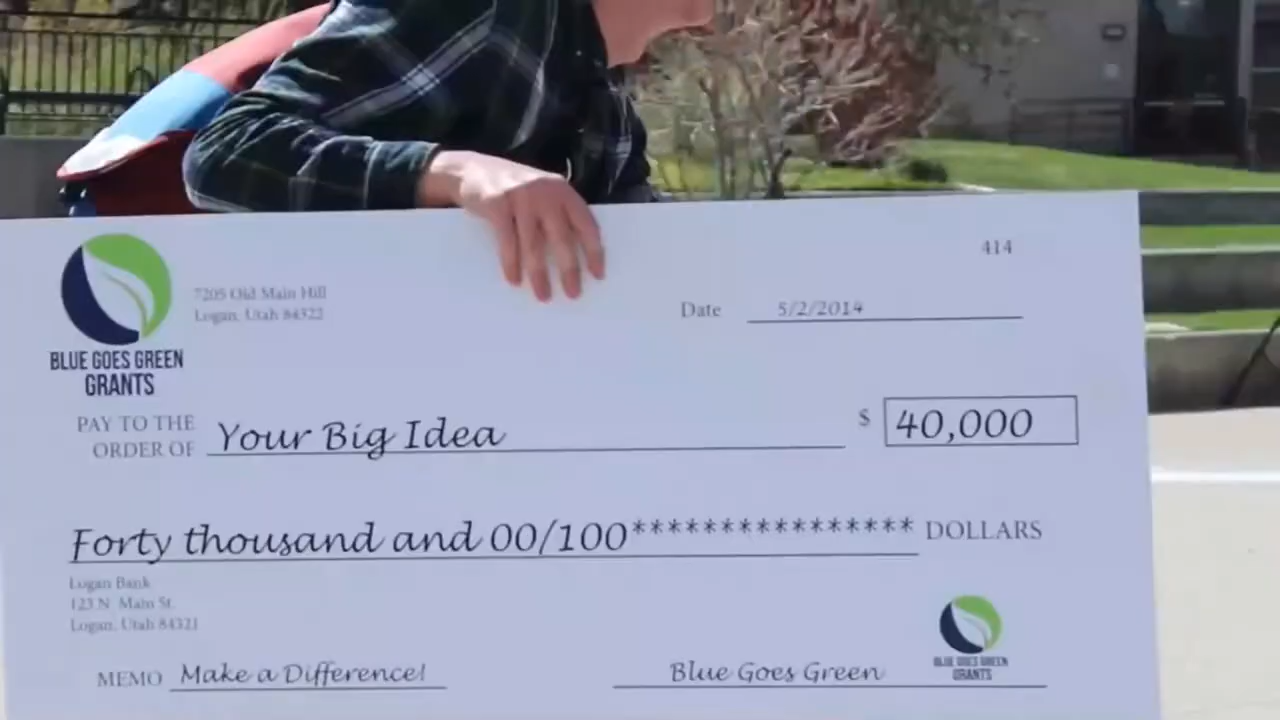 414
7205 Old Main Hill
Logan, Utah 84322
Date 5/2/2014
BLUE GOES GREEN
GRANTS
PAY TO THE
ORDER OF Your Big Idea $ 40,000
Forty thousand and 00/100**************** DOLLARS
Logan Bank
123 N. Main St.
Logan, Utah 84321
BLUE GOES GREEN
GRANTS
MEMO Make a Difference! Blue Goes Green